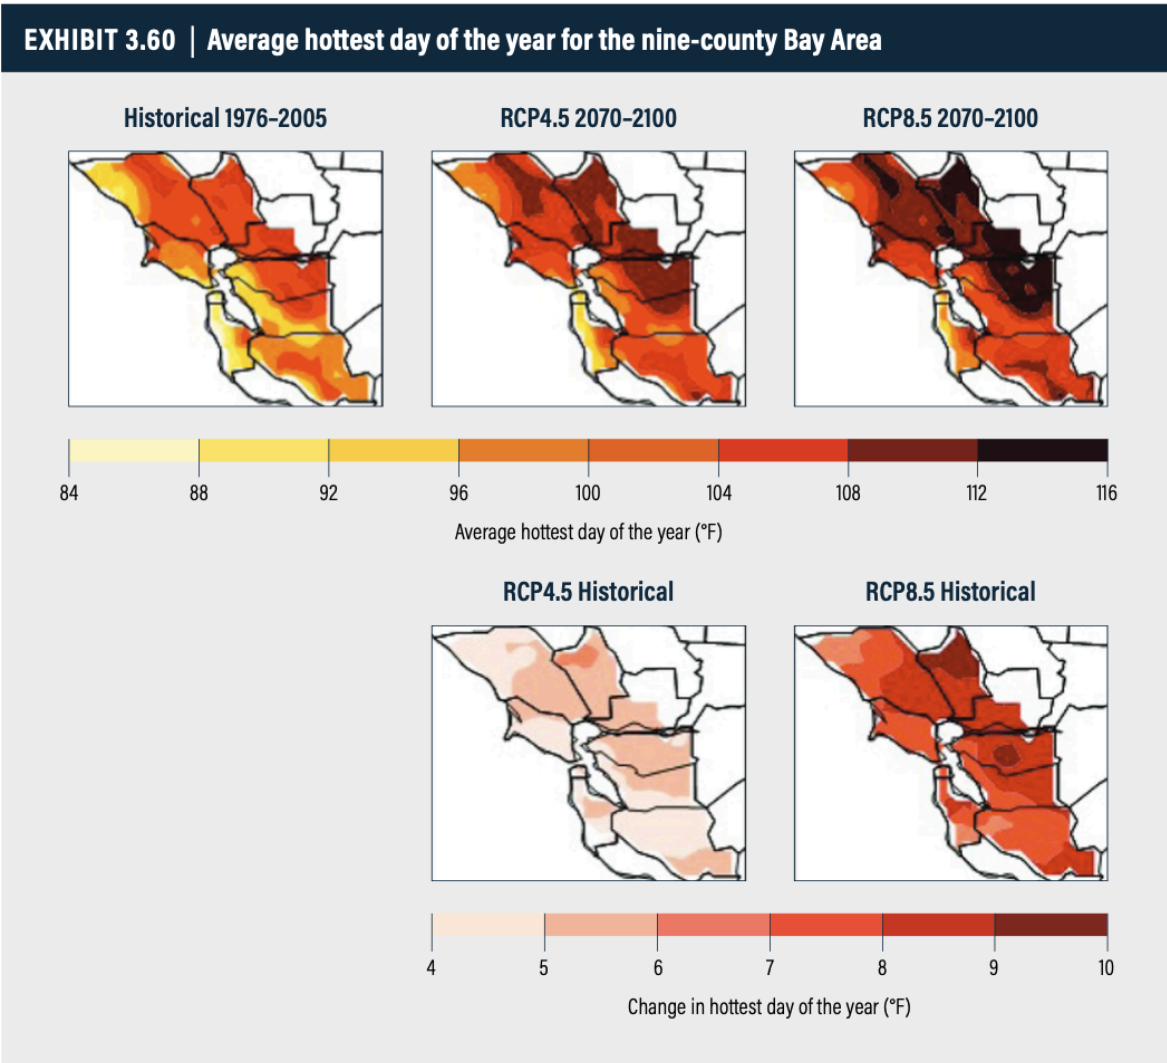 EXHIBIT 3.60 | Average hottest day of the year for the nine-county Bay Area
Historical 1976–2005
RCP4.5 2070–2100
RCP8.5 2070–2100
84 88 92 96 100 104 108 112 116
Average hottest day of the year (°F)
RCP4.5 Historical
RCP8.5 Historical
4 5 6 7 8 9 10
Change in hottest day of the year (°F)